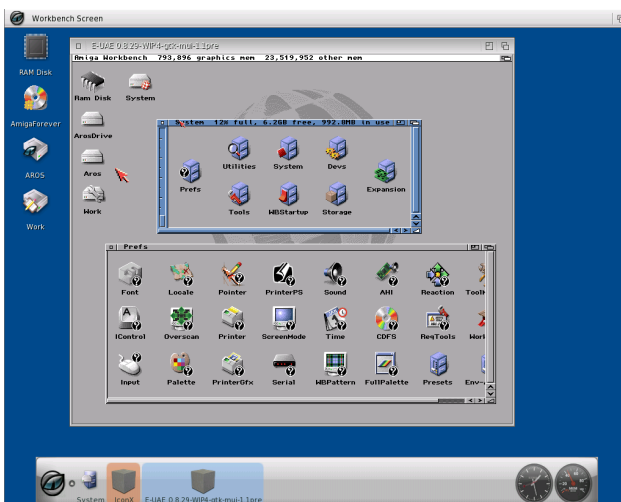 Workbench Screen
RAM Disk
AmigaForever
AROS
Work
E-UAE 0.8.29-WIP4-gtk-mui-1.1pre
Amiga Workbench 793,896 graphics mem 23,519,952 other mem
Ram Disk System
ArosDrive
Aros
Work
System 12% full, 6.2GB free, 992.0MB in use
Utilities System Devs
Prefs Expansion
Tools WBStartup Storage
Prefs
Font Locale Pointer PrinterPS Sound AHI Reaction
IControl Overscan Printer ScreenMode Time CDFS ReqTools
Input Palette PrinterGfx Serial WBPattern FullPalette Presets
System IcanX E-UAE 0.8.29-WIP4-gtk-mui-1.1pre